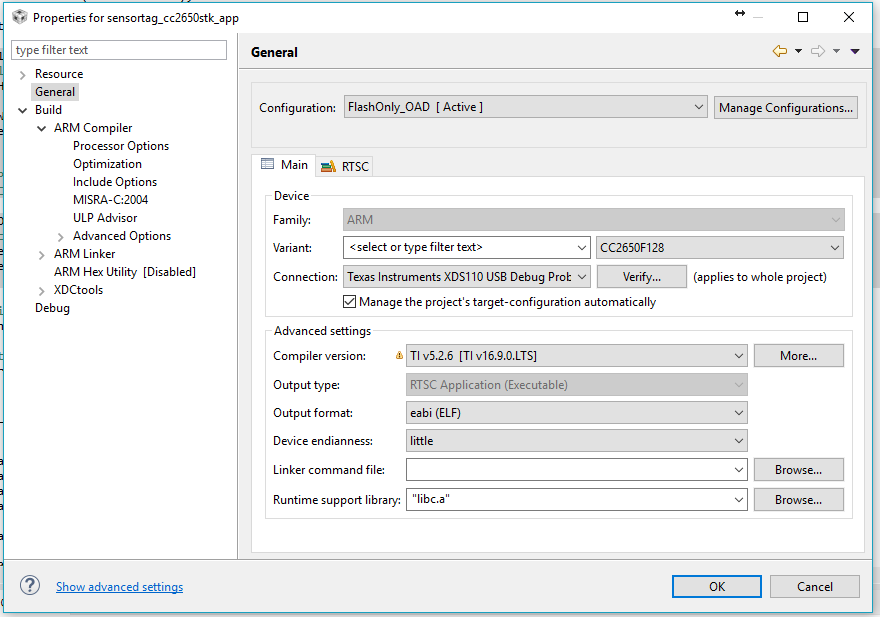 Properties for sensortag_cc2650stk_app
type filter text
Resource
General
Build
ARM Compiler
Processor Options
Optimization
Include Options
MISRA-C:2004
ULP Advisor
Advanced Options
ARM Linker
ARM Hex Utility [Disabled]
XDCtools
Debug
General
Configuration: FlashOnly_OAD [ Active ] Manage Configurations...
Main RTSC
Device
Family: ARM
Variant: <select or type filter text> CC2650F128
Connection: Texas Instruments XDS110 USB Debug Prob Verify... (applies to whole project)
Manage the project's target-configuration automatically
Advanced settings
Compiler version: TI v5.2.6 [TI v16.9.0.LTS] More...
Output type: RTSC Application (Executable)
Output format: eabi (ELF)
Device endianness: little
Linker command file: Browse...
Runtime support library: "libc.a" Browse...
? Show advanced settings OK Cancel